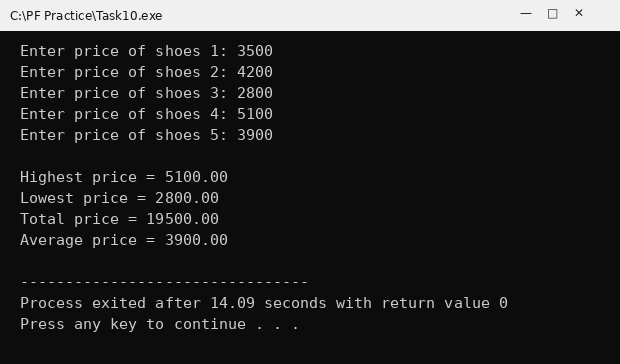 C:\PF Practice\Task10.exe
Enter price of shoes 1: 3500
Enter price of shoes 2: 4200
Enter price of shoes 3: 2800
Enter price of shoes 4: 5100
Enter price of shoes 5: 3900
Highest price = 5100.00
Lowest price = 2800.00
Total price = 19500.00
Average price = 3900.00
--------------------------------
Process exited after 14.09 seconds with return value 0
Press any key to continue . . .